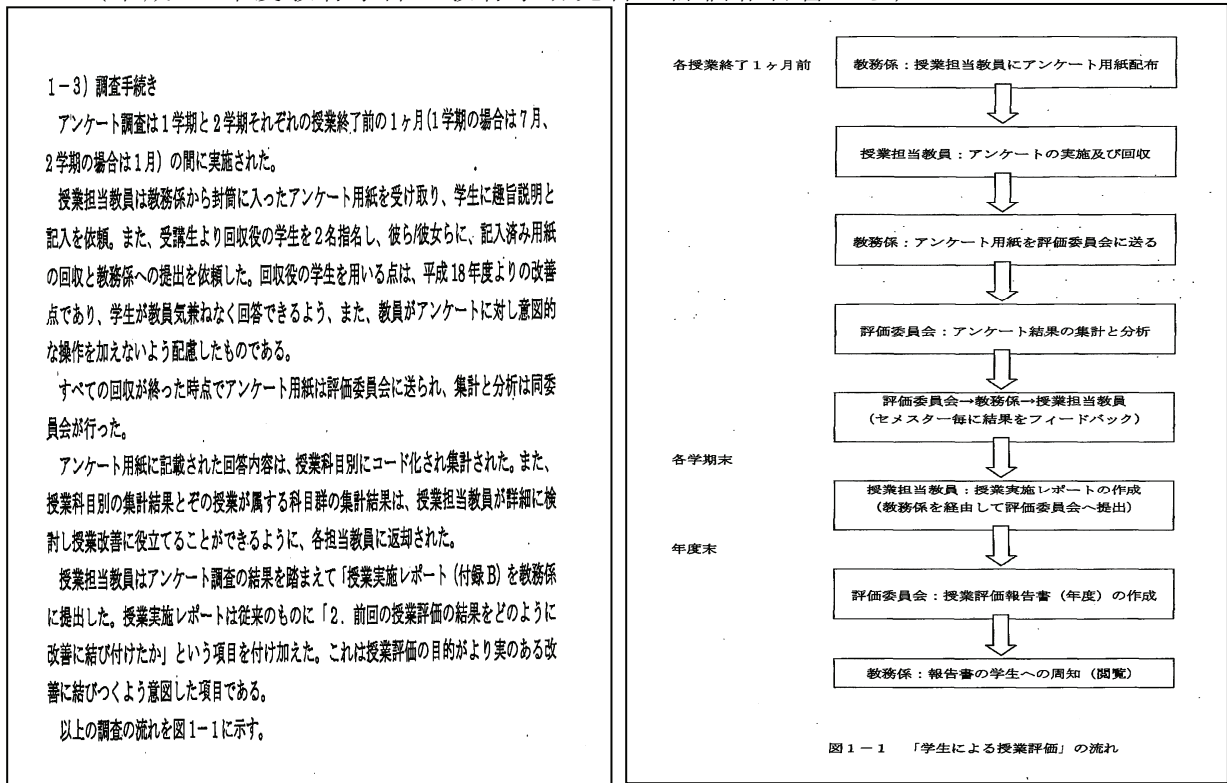 1－3）調査手続き
アンケート調査は1学期と2学期それぞれの授業終了前の1ヶ月（1学期の場合は7月、
2学期の場合は1月）の間に実施された。
授業担当教員は教務係から封筒に入ったアンケート用紙を受け取り、学生に趣旨説明と
記入を依頼。また、受講生より回収役の学生を2名指名し、彼ら/彼女らに、記入済み用紙
の回収と教務係への提出を依頼した。回収役の学生を用いる点は、平成18年度よりの改善
点であり、学生が教員気兼ねなく回答できるよう、また、教員がアンケートに対し意図的
な操作を加えないよう配慮したものである。
すべての回収が終った時点でアンケート用紙は評価委員会に送られ、集計と分析は同委
員会が行った。
アンケート用紙に記載された回答内容は、授業科目別にコード化され集計された。また、
授業科目別の集計結果とその授業が属する科目群の集計結果は、授業担当教員が詳細に検
討し授業改善に役立てることができるように、各担当教員に返却された。
授業担当教員はアンケート調査の結果を踏まえて「授業実施レポート（付録B）を教務係
に提出した。授業実施レポートは従来のものに「2．前回の授業評価の結果をどのように
改善に結び付けたか」という項目を付け加えた。これは授業評価の目的がより実のある改
善に結びつくよう意図した項目である。
以上の調査の流れを図1－1に示す。
各授業終了1ヶ月前
教務係：授業担当教員にアンケート用紙配布
授業担当教員：アンケートの実施及び回収
教務係：アンケート用紙を評価委員会に送る
評価委員会：アンケート結果の集計と分析
評価委員会→教務係→授業担当教員
（セメスター毎に結果をフィードバック）
各学期末
授業担当教員：授業実施レポートの作成
（教務係を経由して評価委員会へ提出）
年度末
評価委員会：授業評価報告書（年度）の作成
教務係：報告書の学生への周知（閲覧）
図1－1　「学生による授業評価」の流れ